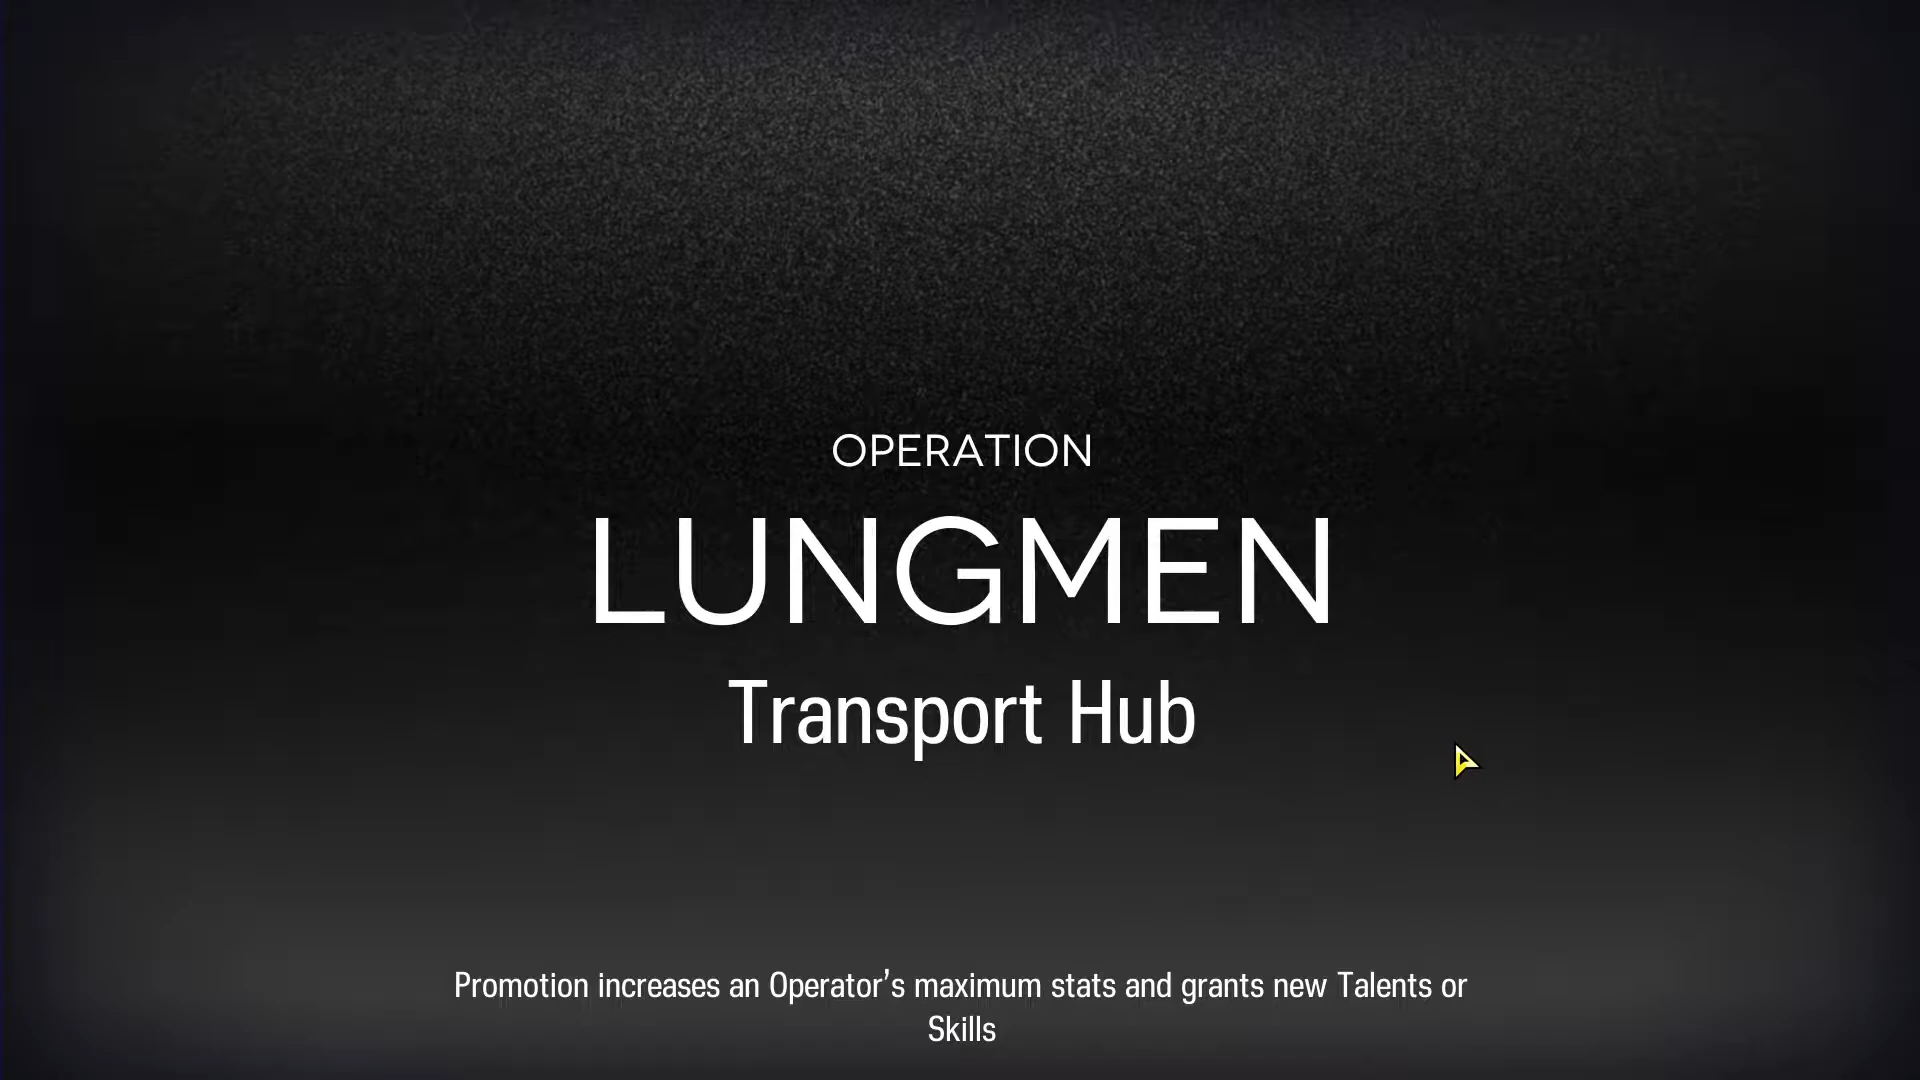 OPERATION
LUNGMEN
Transport Hub
Promotion increases an Operator’s maximum stats and grants new Talents or
Skills